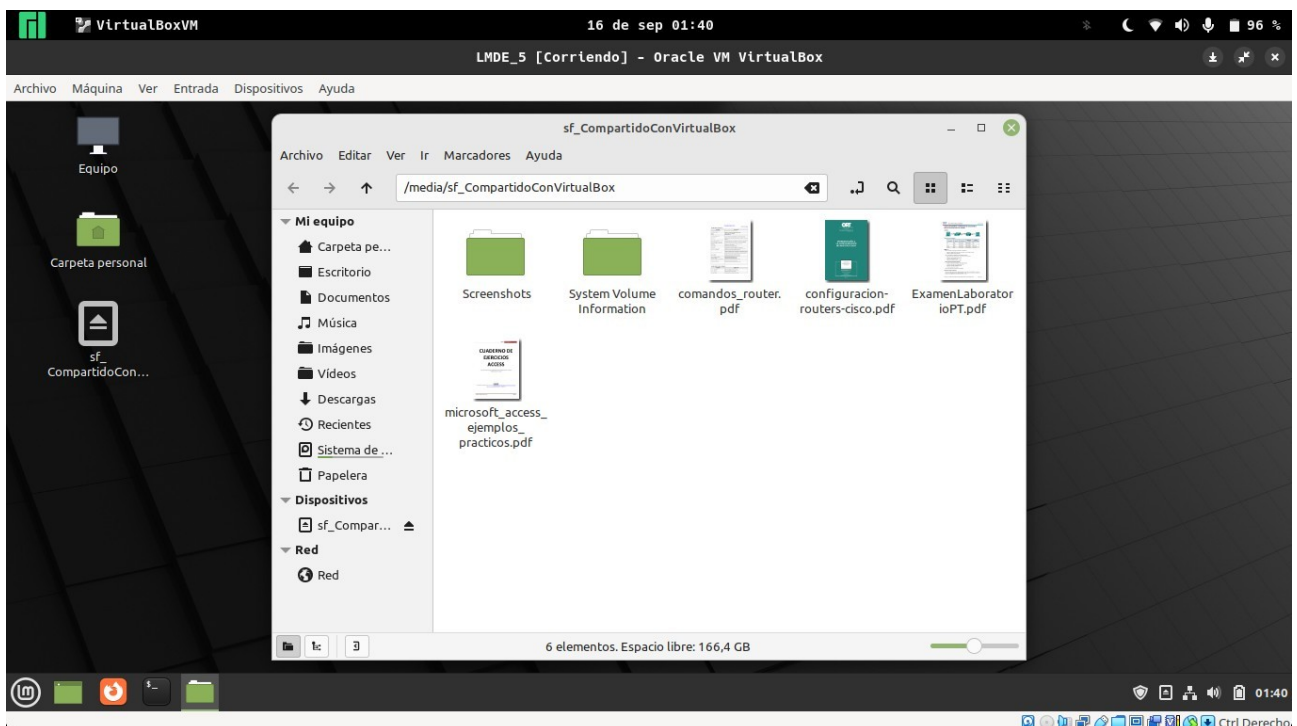 VirtualBoxVM
16 de sep 01:40
96 %
LMDE_5 [Corriendo] - Oracle VM VirtualBox
Archivo Máquina Ver Entrada Dispositivos Ayuda
Equipo
Carpeta personal
sf_
CompartidoCon...
sf_CompartidoConVirtualBox
Archivo Editar Ver Ir Marcadores Ayuda
/media/sf_CompartidoConVirtualBox
Mi equipo
Carpeta pe...
Escritorio
Documentos
Música
Imágenes
Vídeos
Descargas
Recientes
Sistema de ...
Papelera
Dispositivos
sf_Compar...
Red
Red
Screenshots
System Volume
Information
comandos_router.
pdf
configuracion-
routers-cisco.pdf
ExamenLaborator
ioPT.pdf
CUADERNO DE
EJERCICIOS
ACCESS
microsoft_access_
ejemplos_
practicos.pdf
6 elementos. Espacio libre: 166,4 GB
01:40
Ctrl Derecho